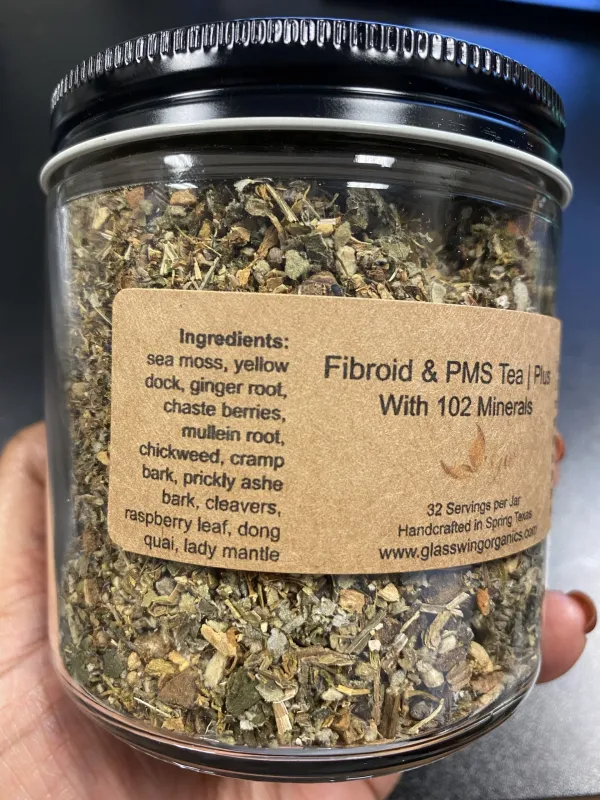 Ingredients:
sea moss, yellow
dock, ginger root,
chaste berries,
mullein root,
chickweed, cramp
bark, prickly ashe
bark, cleavers,
raspberry leaf, dong
quai, lady mantle
Fibroid & PMS Tea | Plus
With 102 Minerals
32 Servings per Jar
Handcrafted in Spring Texas
www.glasswingorganics.com